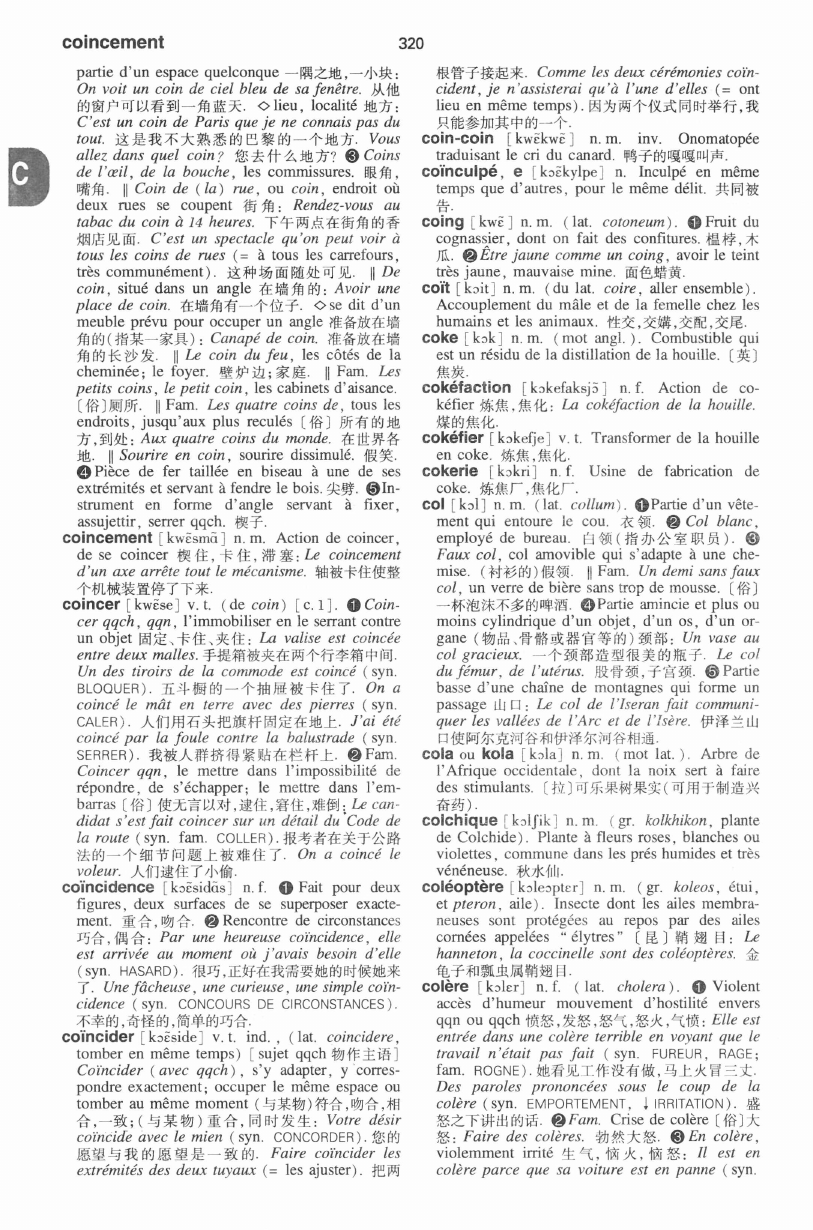 coincement
320
partie d'un espace quelconque 一隅之地,一小块:
On voit un coin de ciel bleu de sa fenêtre. 从他
的窗户可以看到一角蓝天. ◇ lieu, localité 地方:
C'est un coin de Paris que je ne connais pas du
tout. 这是我不大熟悉的巴黎的一个地方. Vous
allez dans quel coin? 您去什么地方? ❸ Coins
de l'œil, de la bouche, les commissures. 眼角,
嘴角. ‖ Coin de (la) rue, ou coin, endroit où
deux rues se coupent 街角: Rendez-vous au
tabac du coin à 14 heures. 下午两点在街角的香
烟店见面. C'est un spectacle qu'on peut voir à
tous les coins de rues (= à tous les carrefours,
très communément). 这种场面随处可见. ‖ De
coin, situé dans un angle 在墙角的: Avoir une
place de coin. 在墙角有一个位子. ◇ se dit d'un
meuble prévu pour occuper un angle 准备放在墙
角的(指某一家具): Canapé de coin. 准备放在墙
角的长沙发. ‖ Le coin du feu, les côtés de la
cheminée; le foyer. 壁炉边;家庭. ‖ Fam. Les
petits coins, le petit coin, les cabinets d'aisance.
〔俗〕厕所. ‖ Fam. Les quatre coins de, tous les
endroits, jusqu'aux plus reculés〔俗〕所有的地
方,到处: Aux quatre coins du monde. 在世界各
地. ‖ Sourire en coin, sourire dissimulé. 假笑.
❹ Pièce de fer taillée en biseau à une de ses
extrémités et servant à fendre le bois. 尖劈. ❺ In-
strument en forme d'angle servant à fixer,
assujettir, serrer qqch. 楔子.
coincement [kwɛ̃smɑ̃] n. m. Action de coincer,
de se coincer 楔住,卡住,滞塞: Le coincement
d'un axe arrête tout le mécanisme. 轴被卡住使整
个机械装置停了下来.
coincer [kwɛ̃se] v. t. (de coin) [c. 1]. ❶ Coin-
cer qqch, qqn, l'immobiliser en le serrant contre
un objet 固定、卡住、夹住: La valise est coincée
entre deux malles. 手提箱被夹在两个行李箱中间.
Un des tiroirs de la commode est coincé (syn.
BLOQUER). 五斗橱的一个抽屉被卡住了. On a
coincé le mât en terre avec des pierres (syn.
CALER). 人们用石头把旗杆固定在地上. J'ai été
coincé par la foule contre la balustrade (syn.
SERRER). 我被人群挤得紧贴在栏杆上. ❷ Fam.
Coincer qqn, le mettre dans l'impossibilité de
répondre, de s'échapper; le mettre dans l'em-
barras〔俗〕使无言以对,逮住,窘住,难倒: Le can-
didat s'est fait coincer sur un détail du Code de
la route (syn. fam. COLLER). 报考者在关于公路
法的一个细节问题上被难住了. On a coincé le
voleur. 人们逮住了小偷.
coïncidence [kɔɛ̃sidɑ̃s] n. f. ❶ Fait pour deux
figures, deux surfaces de se superposer exacte-
ment. 重合,吻合. ❷ Rencontre de circonstances
巧合,偶合: Par une heureuse coïncidence, elle
est arrivée au moment où j'avais besoin d'elle
(syn. HASARD). 很巧,正好在我需要她的时候她来
了. Une fâcheuse, une curieuse, une simple coïn-
cidence (syn. CONCOURS DE CIRCONSTANCES).
不幸的,奇怪的,简单的巧合.
coïncider [kɔɛ̃side] v. t. ind. , (lat. coincidere,
tomber en même temps) [sujet qqch 物作主语]
Coïncider (avec qqch), s'y adapter, y corres-
pondre exactement; occuper le même espace ou
tomber au même moment (与某物)符合,吻合,相
合,一致;(与某物)重合,同时发生: Votre désir
coïncide avec le mien (syn. CONCORDER). 您的
愿望与我的愿望是一致的. Faire coïncider les
extrémités des deux tuyaux (= les ajuster). 把两
C
根管子接起来. Comme les deux cérémonies coïn-
cident, je n'assisterai qu'à l'une d'elles (= ont
lieu en même temps). 因为两个仪式同时举行,我
只能参加其中的一个.
coin-coin [kwɛ̃kwɛ̃] n. m. inv. Onomatopée
traduisant le cri du canard. 鸭子的嘎嘎叫声.
coïnculpé, e [kɔɛ̃kylpe] n. Inculpé en même
temps que d'autres, pour le même délit. 共同被
告.
coing [kwɛ̃] n. m. (lat. cotoneum). ❶ Fruit du
cognassier, dont on fait des confitures. 榲桲,木
瓜. ❷ Être jaune comme un coing, avoir le teint
très jaune, mauvaise mine. 面色蜡黄.
coït [kɔit] n. m. (du lat. coire, aller ensemble).
Accouplement du mâle et de la femelle chez les
humains et les animaux. 性交,交媾,交配,交尾.
coke [kɔk] n. m. (mot angl.). Combustible qui
est un résidu de la distillation de la houille.〔英〕
焦炭.
cokéfaction [kɔkefaksjɔ̃] n. f. Action de co-
kéfier 炼焦,焦化: La cokéfaction de la houille.
煤的焦化.
cokéfier [kɔkefje] v. t. Transformer de la houille
en coke. 炼焦,焦化.
cokerie [kɔkri] n. f. Usine de fabrication de
coke. 炼焦厂,焦化厂.
col [kɔl] n. m. (lat. collum). ❶ Partie d'un vête-
ment qui entoure le cou. 衣领. ❷ Col blanc,
employé de bureau. 白领(指办公室职员). ❸
Faux col, col amovible qui s'adapte à une che-
mise. (衬衫的)假领. ‖ Fam. Un demi sans faux
col, un verre de bière sans trop de mousse.〔俗〕
一杯泡沫不多的啤酒. ❹ Partie amincie et plus ou
moins cylindrique d'un objet, d'un os, d'un or-
gane (物品、骨骼或器官等的)颈部: Un vase au
col gracieux. 一个颈部造型很美的瓶子. Le col
du fémur, de l'utérus. 股骨颈,子宫颈. ❺ Partie
basse d'une chaîne de montagnes qui forme un
passage 山口: Le col de l'Iseran fait communi-
quer les vallées de l'Arc et de l'Isère. 伊泽兰山
口使阿尔克河谷和伊泽尔河谷相通.
cola ou kola [kɔla] n. m. (mot lat.). Arbre de
l'Afrique occidentale, dont la noix sert à faire
des stimulants.〔拉〕可乐果树果实(可用于制造兴
奋药).
colchique [kɔlʃik] n. m. (gr. kolkhikon, plante
de Colchide). Plante à fleurs roses, blanches ou
violettes, commune dans les prés humides et très
vénéneuse. 秋水仙.
coléoptère [kɔleɔptɛr] n. m. (gr. koleos, étui,
et pteron, aile). Insecte dont les ailes membra-
neuses sont protégées au repos par des ailes
cornées appelées “élytres”〔昆〕鞘翅目: Le
hanneton, la coccinelle sont des coléoptères. 金
龟子和瓢虫属鞘翅目.
colère [kɔlɛr] n. f. (lat. cholera). ❶ Violent
accès d'humeur mouvement d'hostilité envers
qqn ou qqch 愤怒,发怒,怒气,怒火,气愤: Elle est
entrée dans une colère terrible en voyant que le
travail n'était pas fait (syn. FUREUR, RAGE;
fam. ROGNE). 她看见工作没有做,马上火冒三丈.
Des paroles prononcées sous le coup de la
colère (syn. EMPORTEMENT, ↓ IRRITATION). 盛
怒之下讲出的话. ❷ Fam. Crise de colère〔俗〕大
怒: Faire des colères. 勃然大怒. ❸ En colère,
violemment irrité 生气,恼火,恼怒: Il est en
colère parce que sa voiture est en panne (syn.